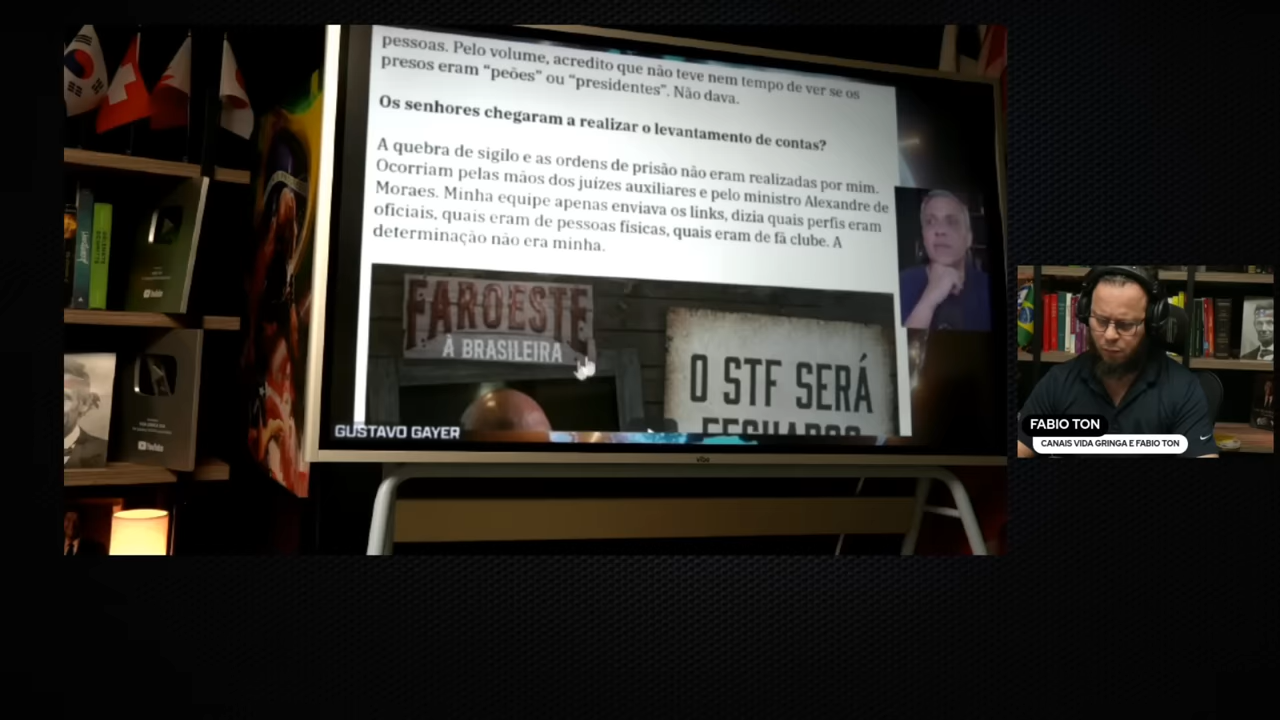 pessoas. Pelo volume, acredito que não teve nem tempo de ver se os
presos eram “peões” ou “presidentes”. Não dava.
Os senhores chegaram a realizar o levantamento de contas?
A quebra de sigilo e as ordens de prisão não eram realizadas por mim.
Ocorriam pelas mãos dos juízes auxiliares e pelo ministro Alexandre de
Moraes. Minha equipe apenas enviava os links, dizia quais perfis eram
oficiais, quais eram de pessoas físicas, quais eram de fã clube. A
determinação não era minha.
FAROESTE
À BRASILEIRA
O STF SERÁ
FECHADO?
GUSTAVO GAYER
vibe
YouTube
YouTube
FABIO TON
CANAIS VIDA GRINGA E FABIO TON